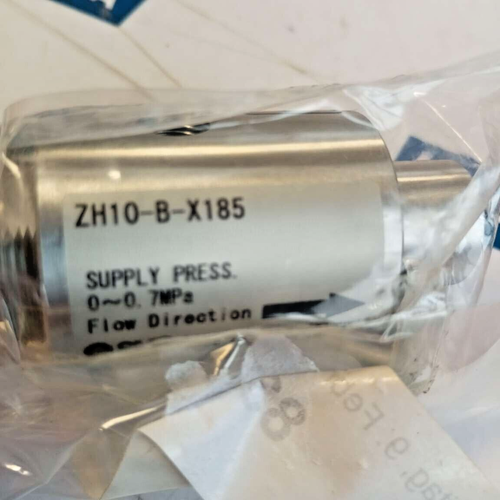 ZH10-B-X185
SUPPLY PRESS.
0~0.7MPa
Flow Direction